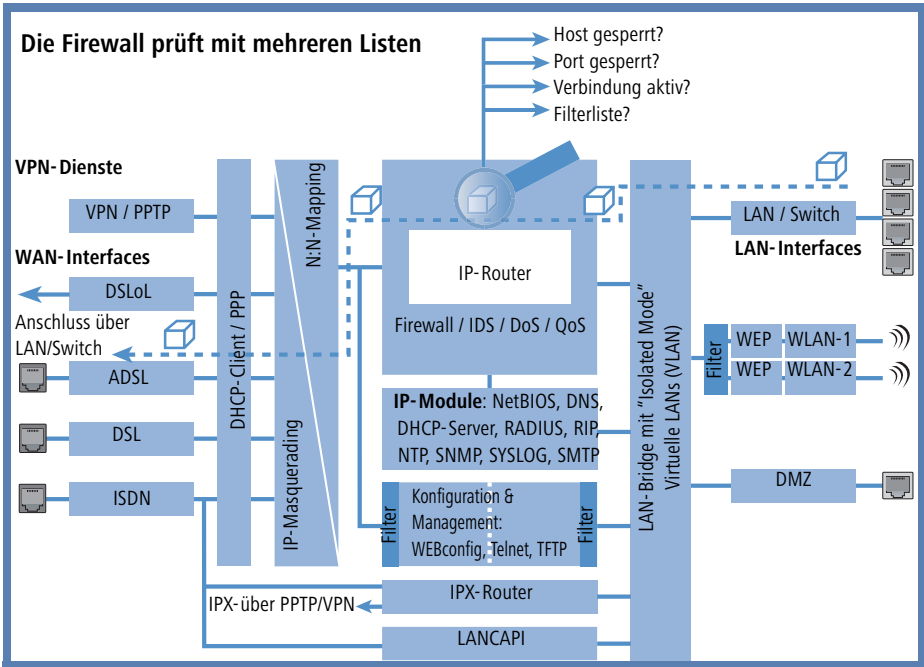 Die Firewall prüft mit mehreren Listen
Host gesperrt?
Port gesperrt?
Verbindung aktiv?
Filterliste?
VPN-Dienste
VPN / PPTP
WAN-Interfaces
DSLoL
Anschluss über
LAN/Switch
ADSL
DSL
ISDN
DHCP-Client / PPP
N:N-Mapping
IP-Masquerading
IP-Router
Firewall / IDS / DoS / QoS
IP-Module: NetBIOS, DNS,
DHCP-Server, RADIUS, RIP,
NTP, SNMP, SYSLOG, SMTP
Filter
Konfiguration &
Management:
WEBconfig, Telnet, TFTP
Filter
IPX-über PPTP/VPN
IPX-Router
LANCAPI
LAN-Bridge mit "Isolated Mode"
Virtuelle LANs (VLAN)
LAN / Switch
LAN-Interfaces
Filter
WEP
WLAN-1
WEP
WLAN-2
DMZ